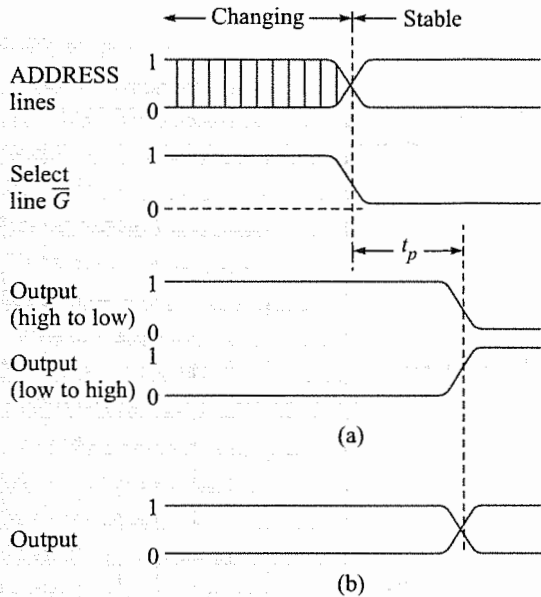 Changing Stable
1
ADDRESS
lines
0
1
Select
line G̅
0
t_p
1
Output
(high to low)
0
1
Output
(low to high)
0
(a)
1
Output
0
(b)